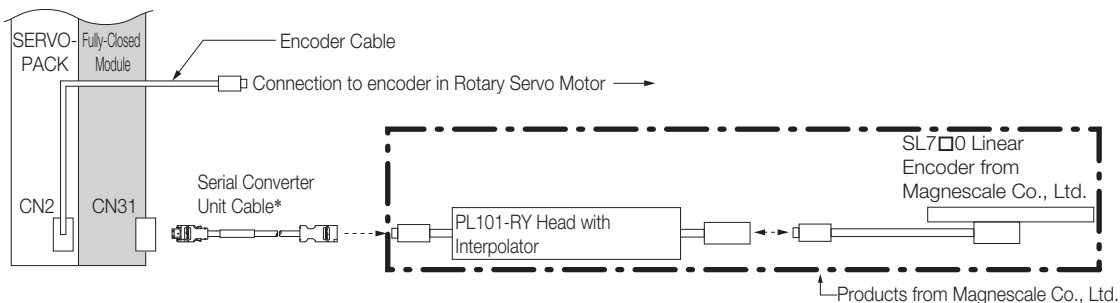 SERVO-
PACK
Fully-Closed
Module
Encoder Cable
Connection to encoder in Rotary Servo Motor
CN2
CN31
Serial Converter
Unit Cable*
PL101-RY Head with
Interpolator
SL7□0 Linear
Encoder from
Magnescale Co., Ltd.
Products from Magnescale Co., Ltd.